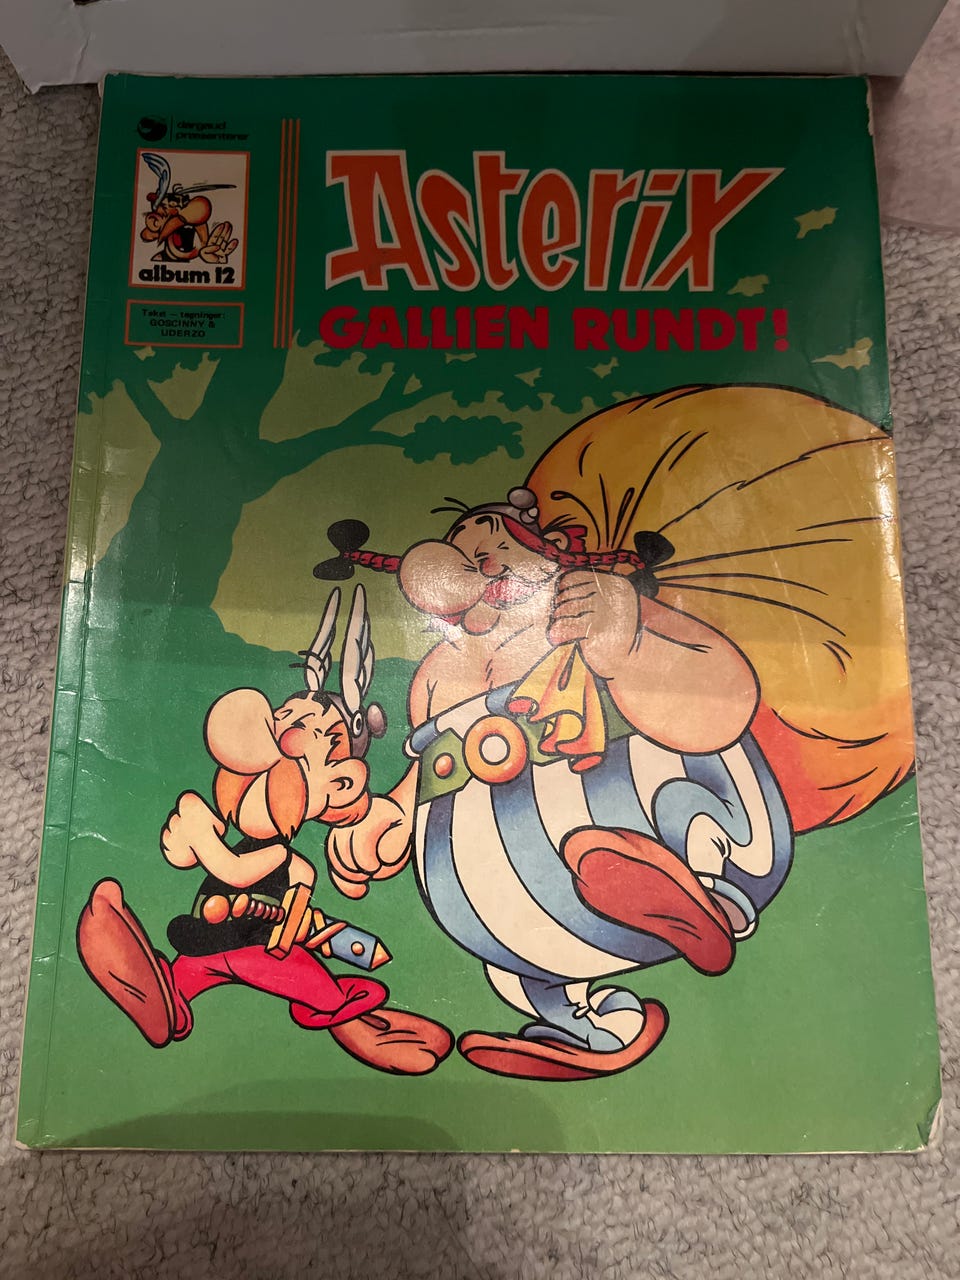 dargaud
præsenterer
album 12
Tekst — tegninger:
GOSCINNY &
UDERZO
Asterix
GALLIEN RUNDT!